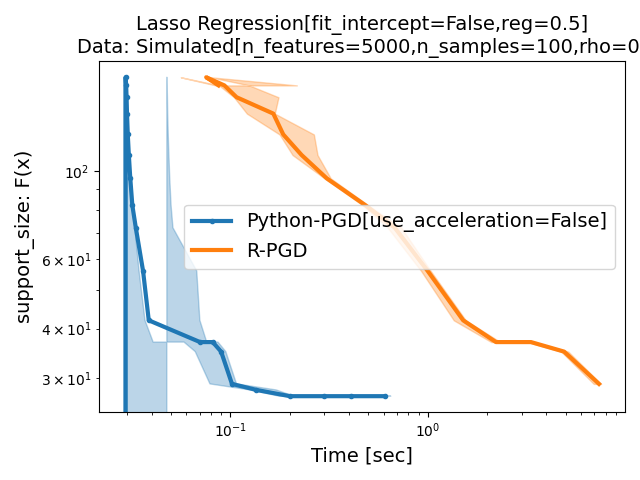 Lasso Regression[fit_intercept=False,reg=0.5]
Data: Simulated[n_features=5000,n_samples=100,rho=0
support_size: F(x)
10²
6 × 10¹
4 × 10¹
3 × 10¹
Python-PGD[use_acceleration=False]
R-PGD
10⁻¹
10⁰
Time [sec]